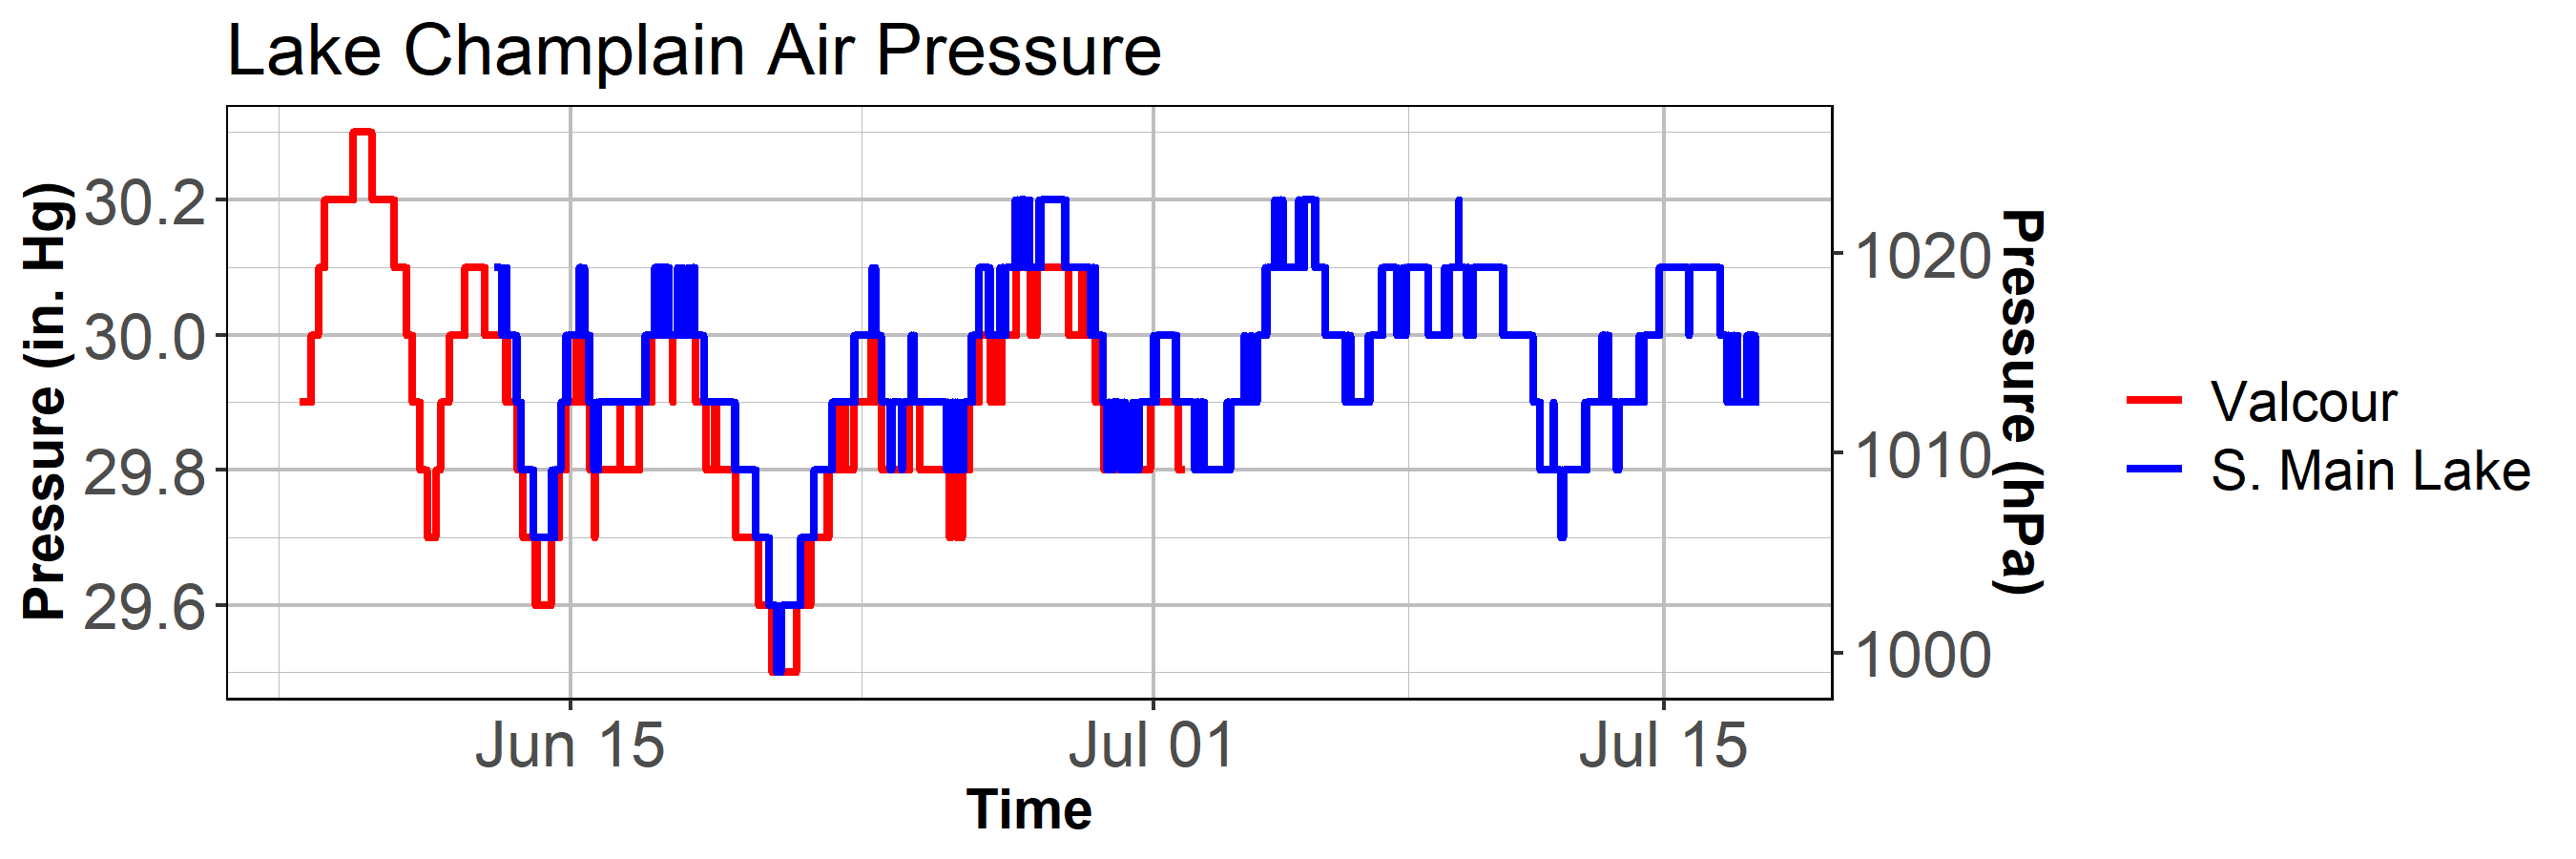 Lake Champlain Air Pressure
Pressure (in. Hg)
30.2
30.0
29.8
29.6
1020
1010
1000
Pressure (hPa)
Jun 15
Jul 01
Jul 15
Time
Valcour
S. Main Lake